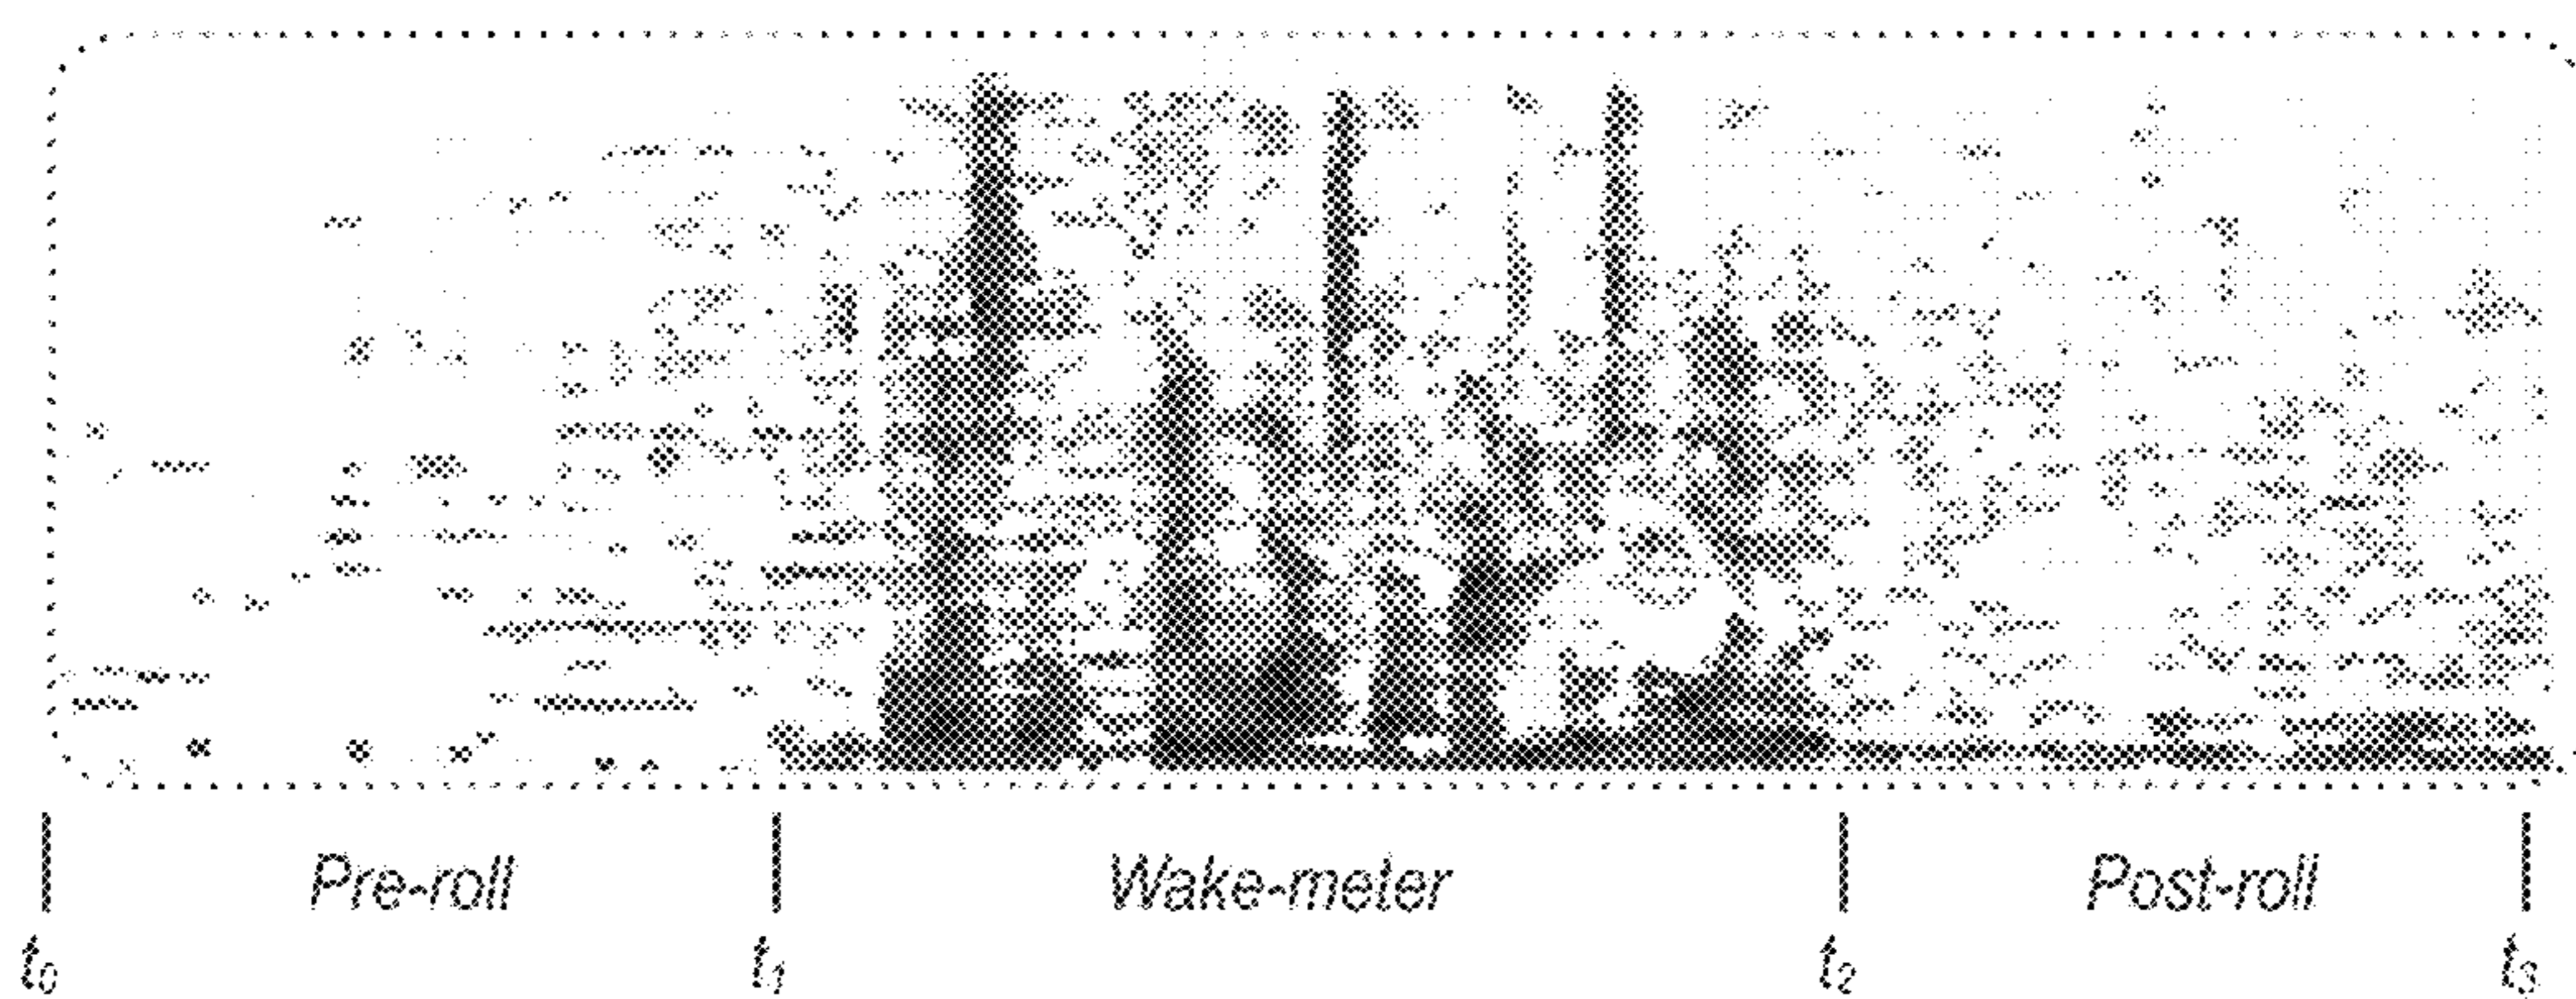 Pre-roll Wake-meter Post-roll
t₀ t₁ t₂ t₃